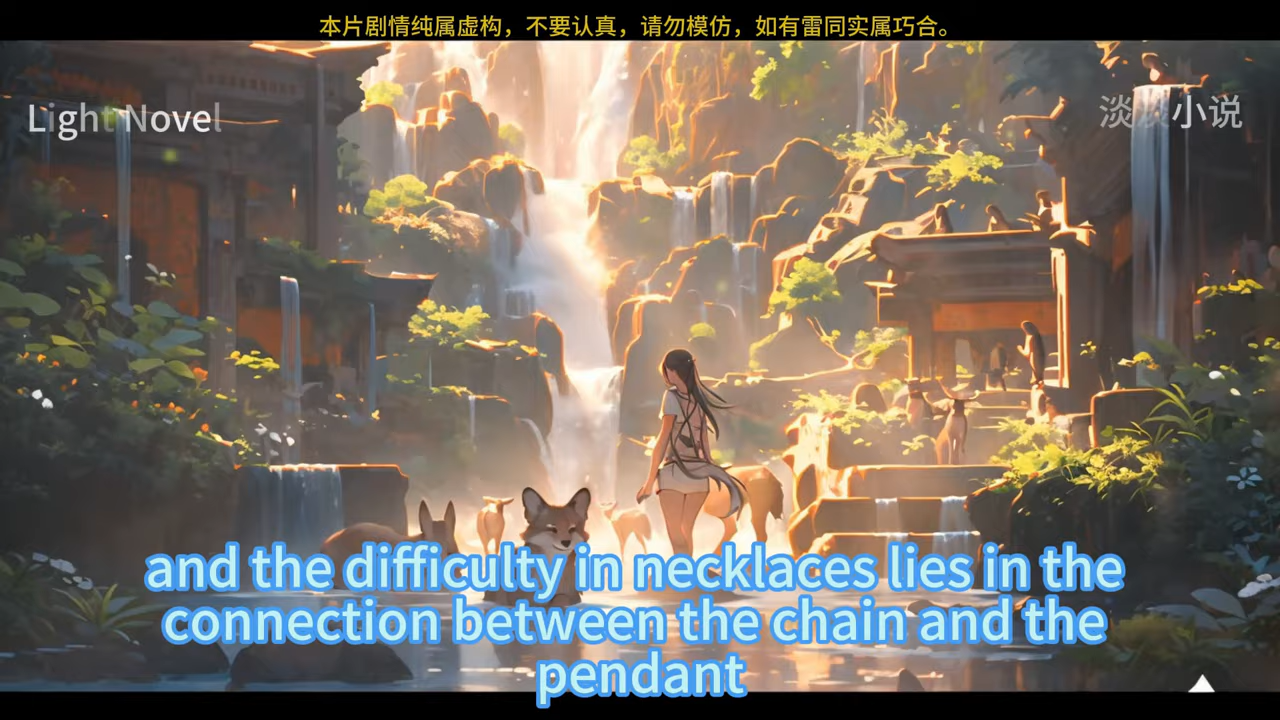 本片剧情纯属虚构，不要认真，请勿模仿，如有雷同实属巧合。
Light Novel
淡淡小说
and the difficulty in necklaces lies in the
connection between the chain and the
pendant